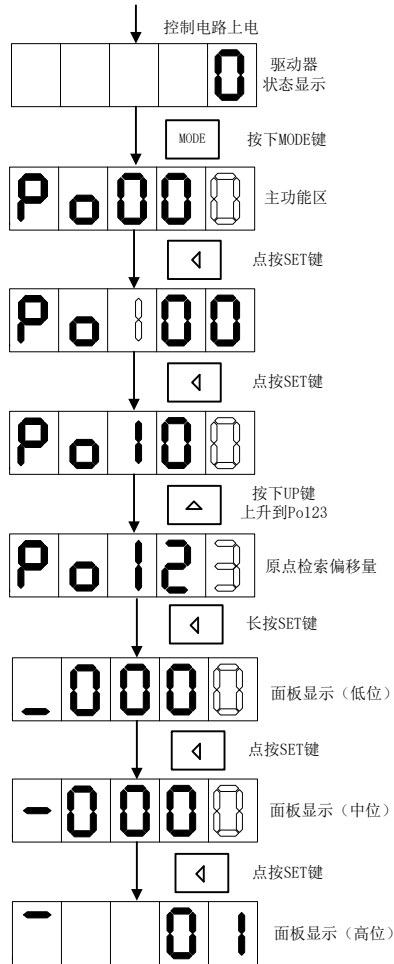 控制电路上电
0
驱动器
状态显示
MODE
按下MODE键
Po000
主功能区
点按SET键
Po100
点按SET键
Po100
按下UP键
上升到Po123
Po123
原点检索偏移量
长按SET键
_0000
面板显示（低位）
点按SET键
-0000
面板显示（中位）
点按SET键
‾ 01
面板显示（高位）